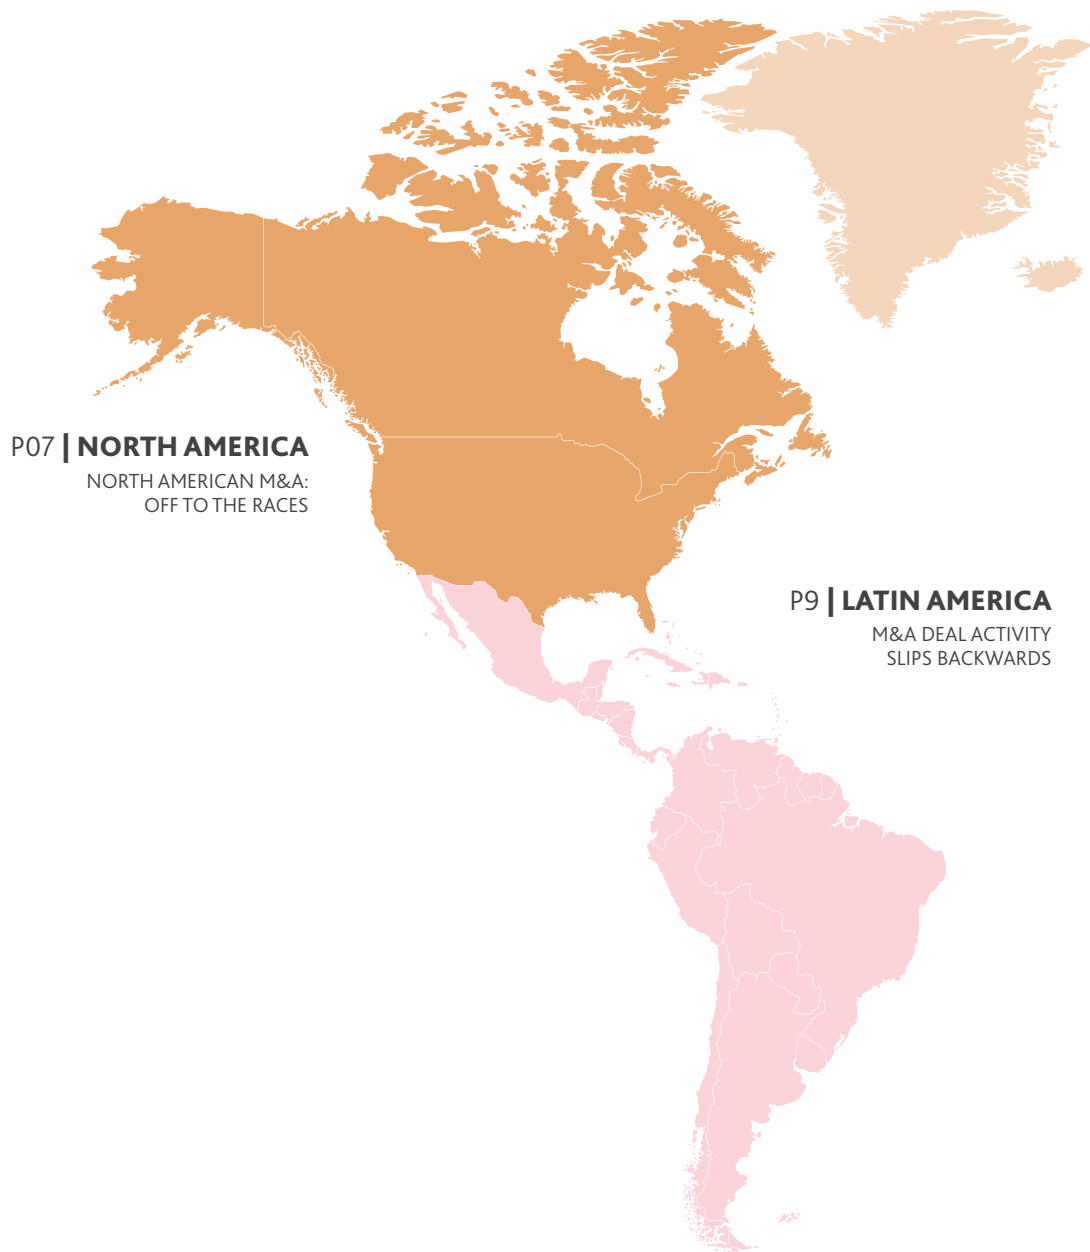 P07 | NORTH AMERICA
NORTH AMERICAN M&A:
OFF TO THE RACES
P9 | LATIN AMERICA
M&A DEAL ACTIVITY
SLIPS BACKWARDS